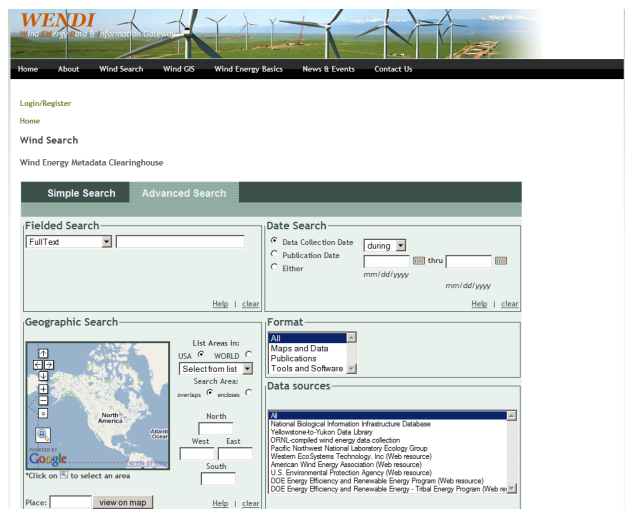 WENDI
Wind ENergy Data & Information Gateway
Home About Wind Search Wind GIS Wind Energy Basics News & Events Contact Us
Login/Register
Home
Wind Search
Wind Energy Metadata Clearinghouse
Simple Search Advanced Search
Fielded Search
FullText
Help | clear
Date Search
Data Collection Date
Publication Date
Either
during
thru
mm/dd/yyyy
mm/dd/yyyy
Help | clear
Geographic Search
North
America
Atlantic
Ocean
POWERED BY
Google
Terms of Use
*Click on to select an area
Place: view on map
List Areas in:
USA WORLD
Select from list
Search Area:
overlaps encloses
North
West East
South
Help | clear
Format
All
Maps and Data
Publications
Tools and Software
Data sources
All
National Biological Information Infrastructure Database
Yellowstone-to-Yukon Data Library
ORNL-compiled wind energy data collection
Pacific Northwest National Laboratory Ecology Group
Western EcoSystems Technology, Inc (Web resource)
American Wind Energy Association (Web resource)
U.S. Environmental Protection Agency (Web resource)
DOE Energy Efficiency and Renewable Energy Program (Web resource)
DOE Energy Efficiency and Renewable Energy - Tribal Energy Program (Web re